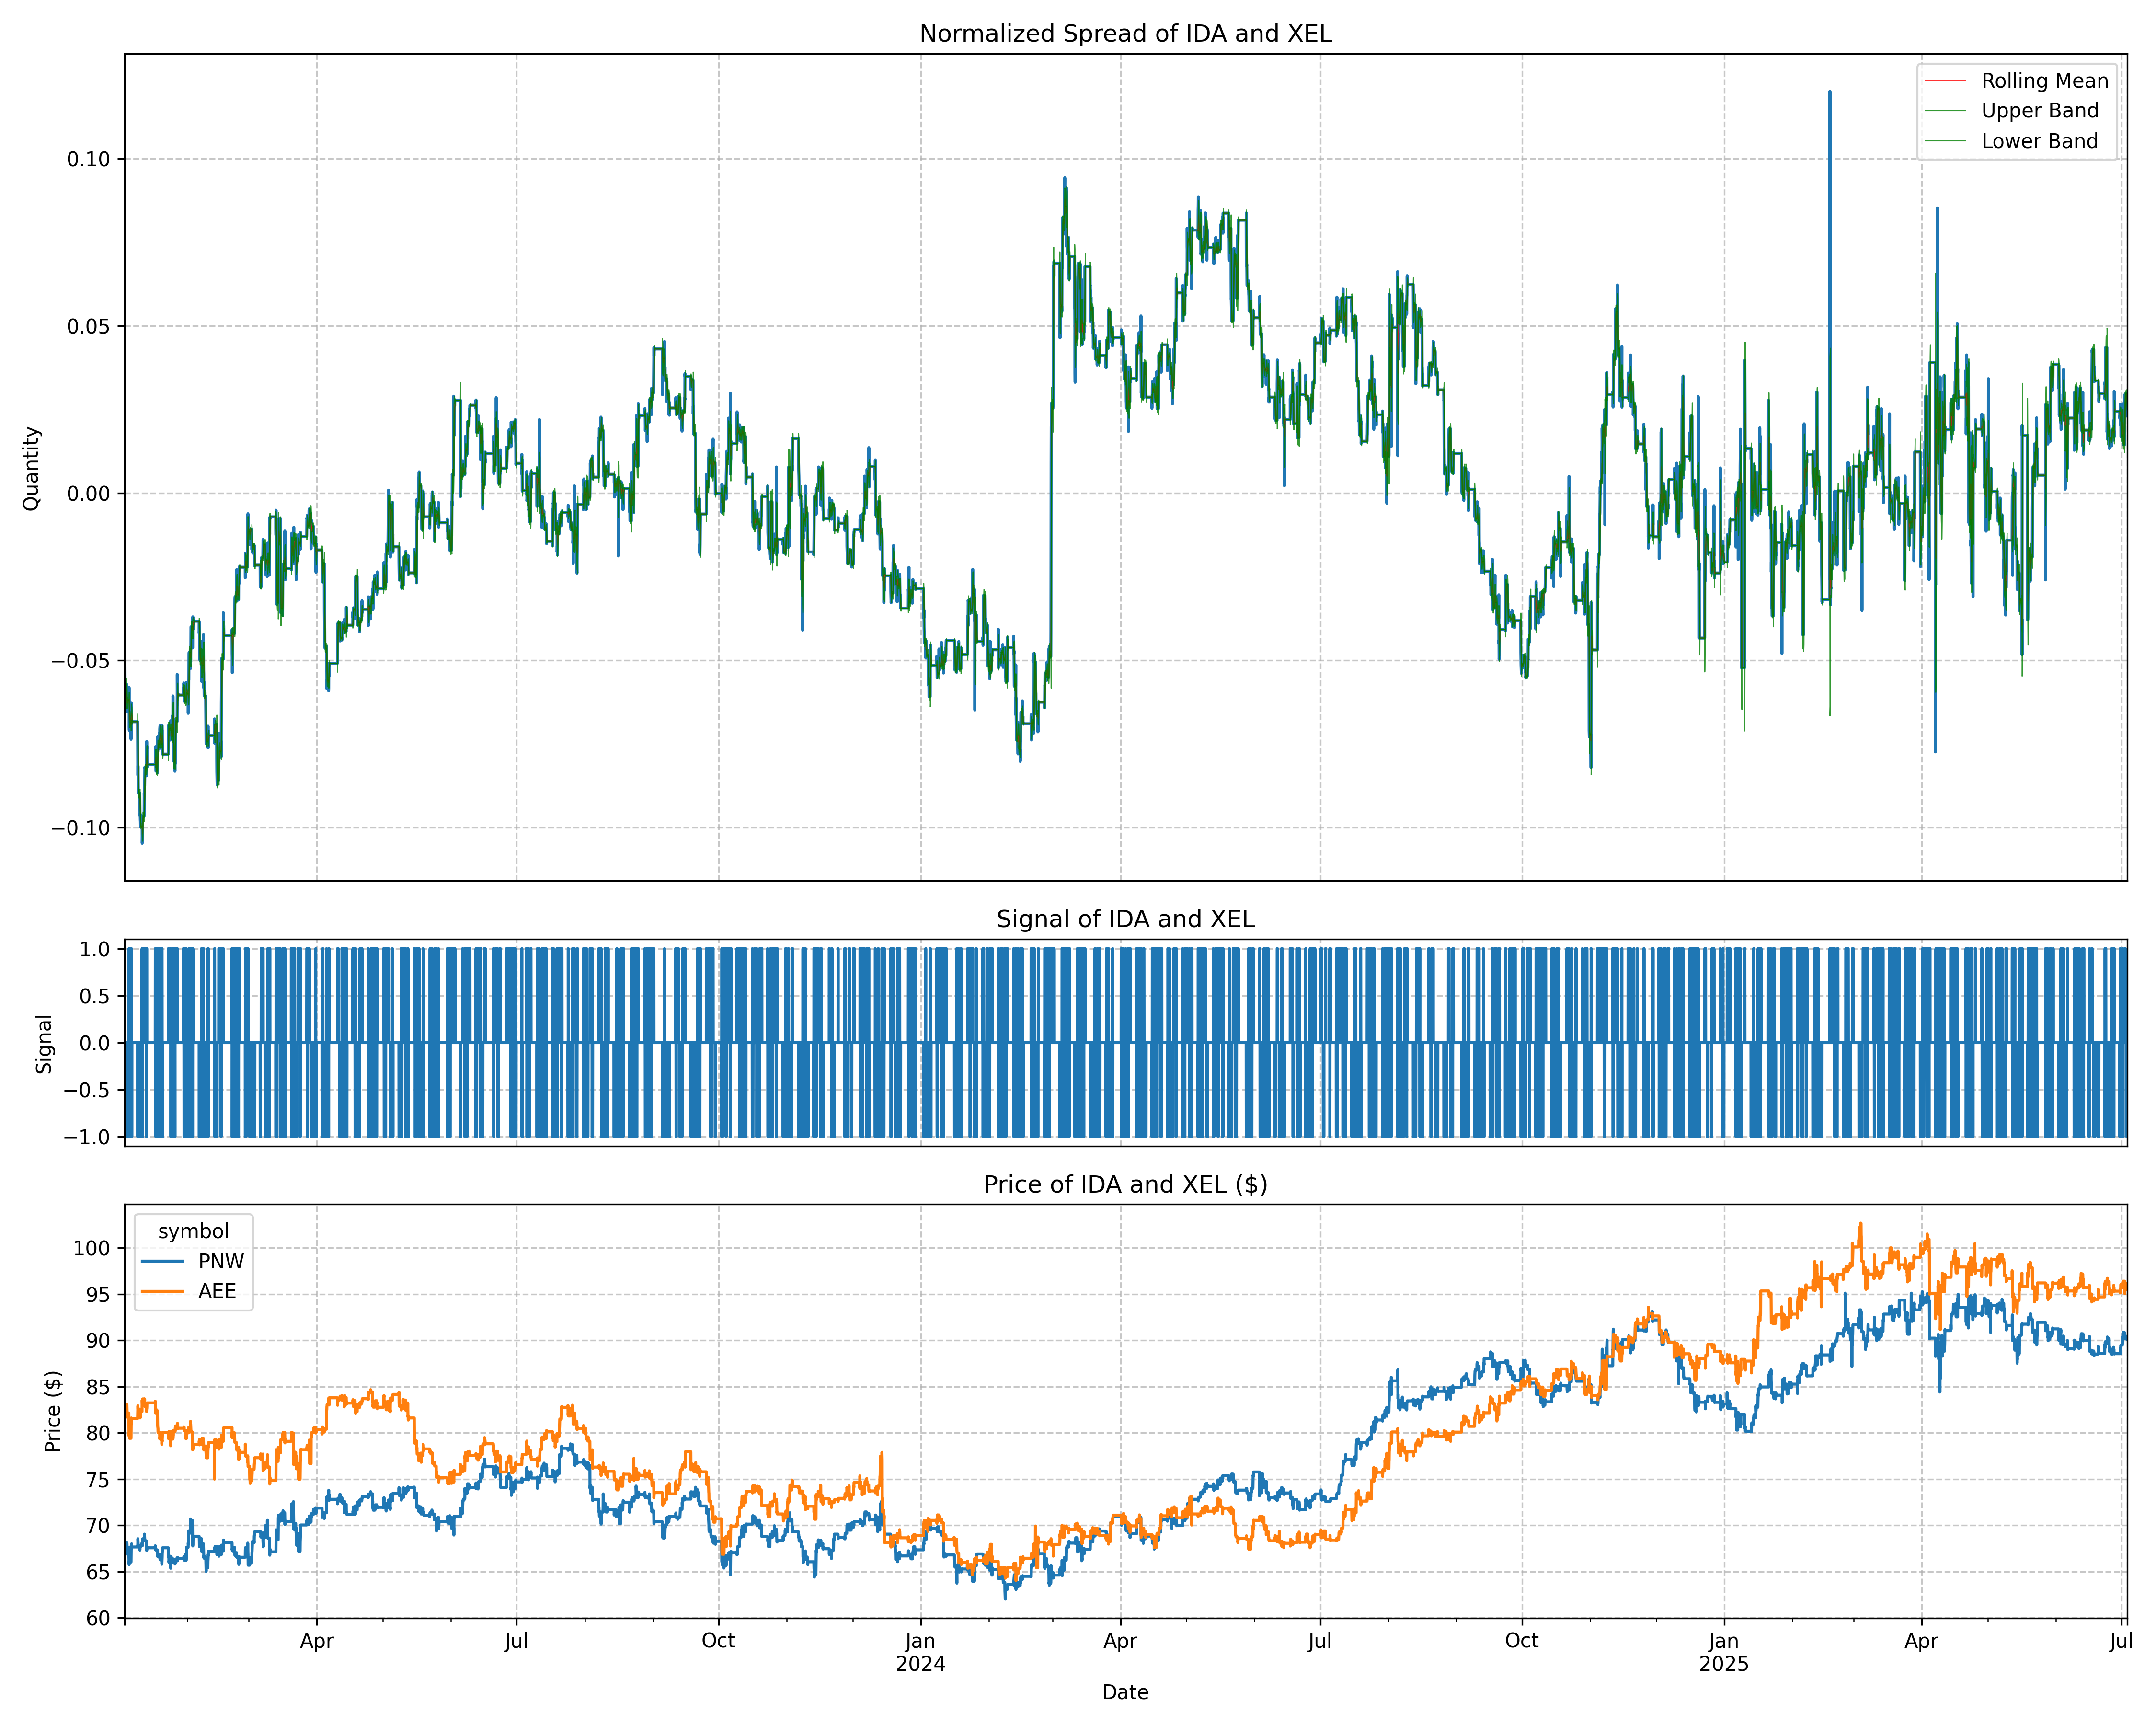 Normalized Spread of IDA and XEL
Rolling Mean
Upper Band
Lower Band
Quantity
0.10
0.05
0.00
−0.05
−0.10
Signal of IDA and XEL
Signal
1.0
0.5
0.0
−0.5
−1.0
Price of IDA and XEL ($)
symbol
PNW
AEE
Price ($)
100
95
90
85
80
75
70
65
60
Apr Jul Oct Jan Apr Jul Oct Jan Apr Jul
2024 2025
Date